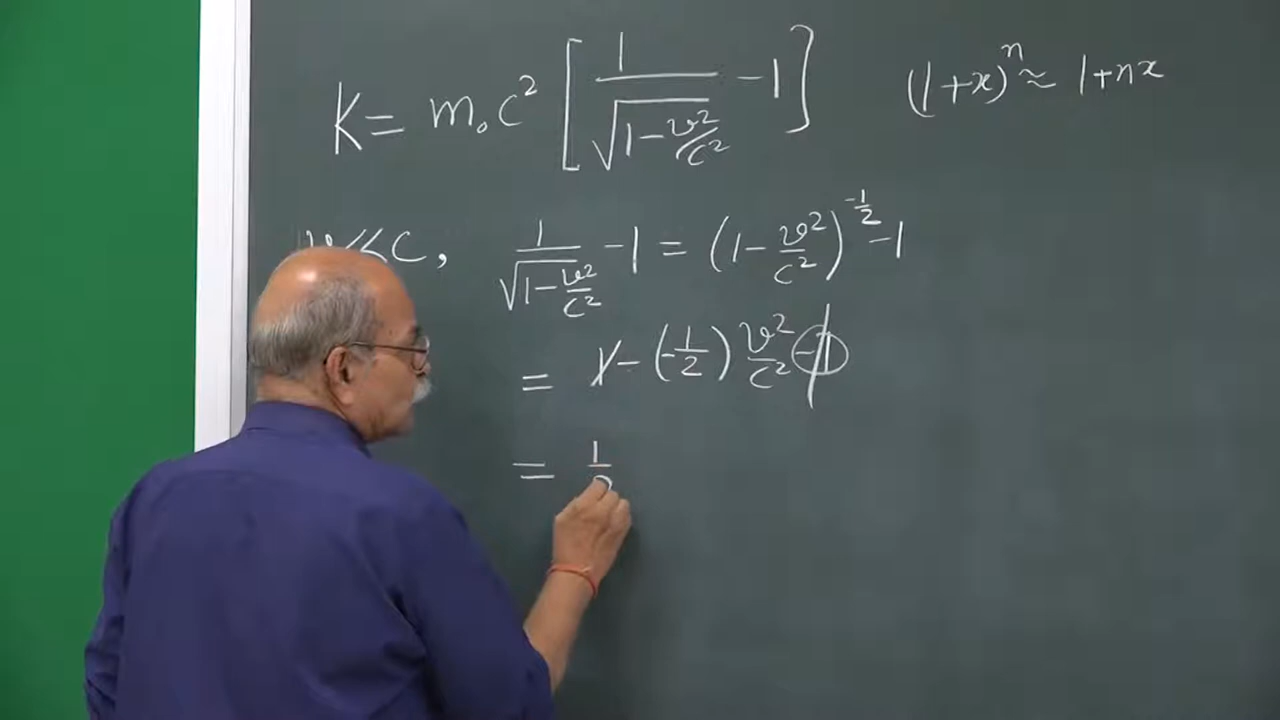 K = m₀c² [ 1/√(1 − v²/c²) − 1 ]
(1+x)ⁿ ≈ 1+nx
v<<c, 1/√(1 − v²/c²) − 1 = (1 − v²/c²)^(−1/2) − 1
= 1 − (−1/2) v²/c² − 1
= 1/2